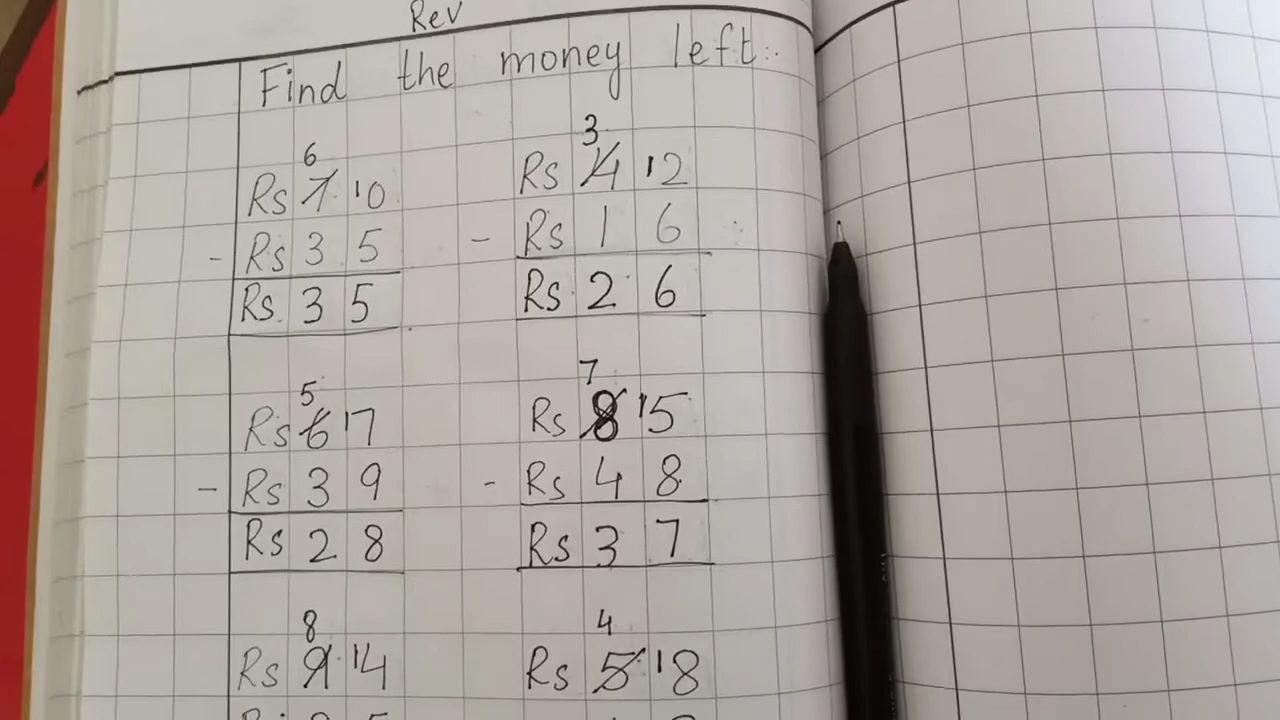 Rev
Find the money left:.
6 3
Rs 7 10 Rs 4 12
- Rs 3 5 - Rs 1 6
Rs. 3 5 Rs 2 6
5 7
Rs 6 17 Rs 8 15
- Rs 3 9 - Rs 4 8
Rs 2 8 Rs 3 7
8 4
Rs 9 14 Rs 5 18